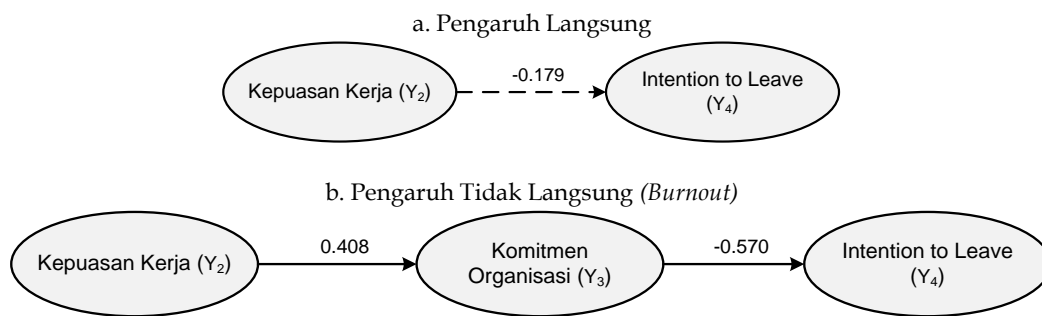 a. Pengaruh Langsung
-0.179
Kepuasan Kerja (Y₂)
Intention to Leave
(Y₄)
b. Pengaruh Tidak Langsung (Burnout)
Kepuasan Kerja (Y₂)
0.408
Komitmen
Organisasi (Y₃)
-0.570
Intention to Leave
(Y₄)